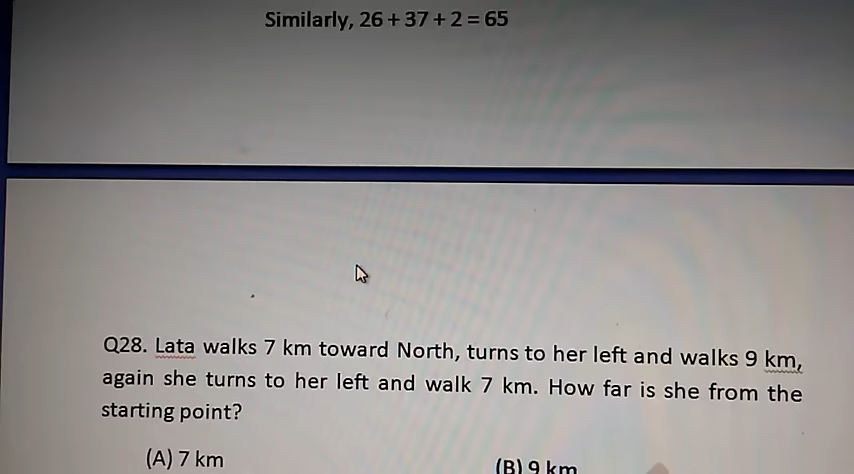 Similarly, 26 + 37 + 2 = 65
Q28. Lata walks 7 km toward North, turns to her left and walks 9 km,
again she turns to her left and walk 7 km. How far is she from the
starting point?
(A) 7 km (B) 9 km